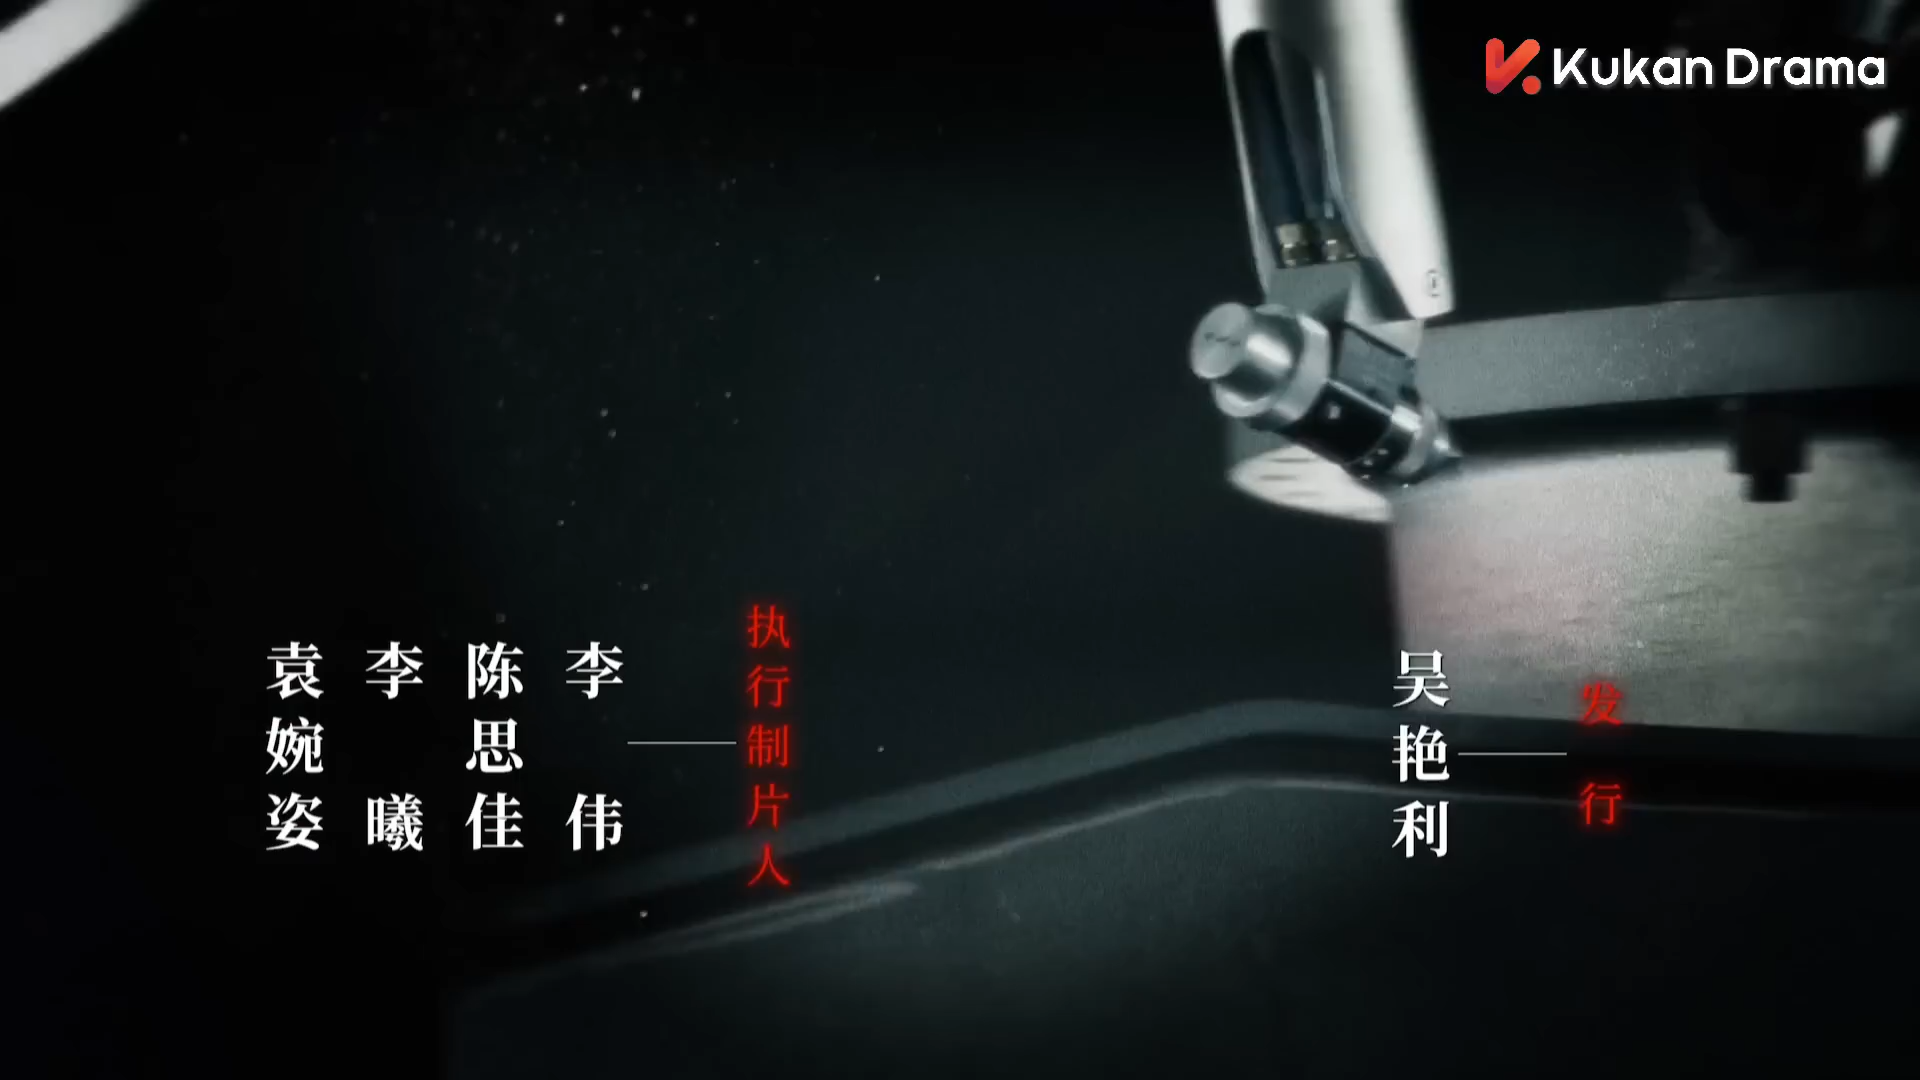 Kukan Drama
执行制片人
李伟
陈思佳
李曦
袁婉姿
发行
吴艳利